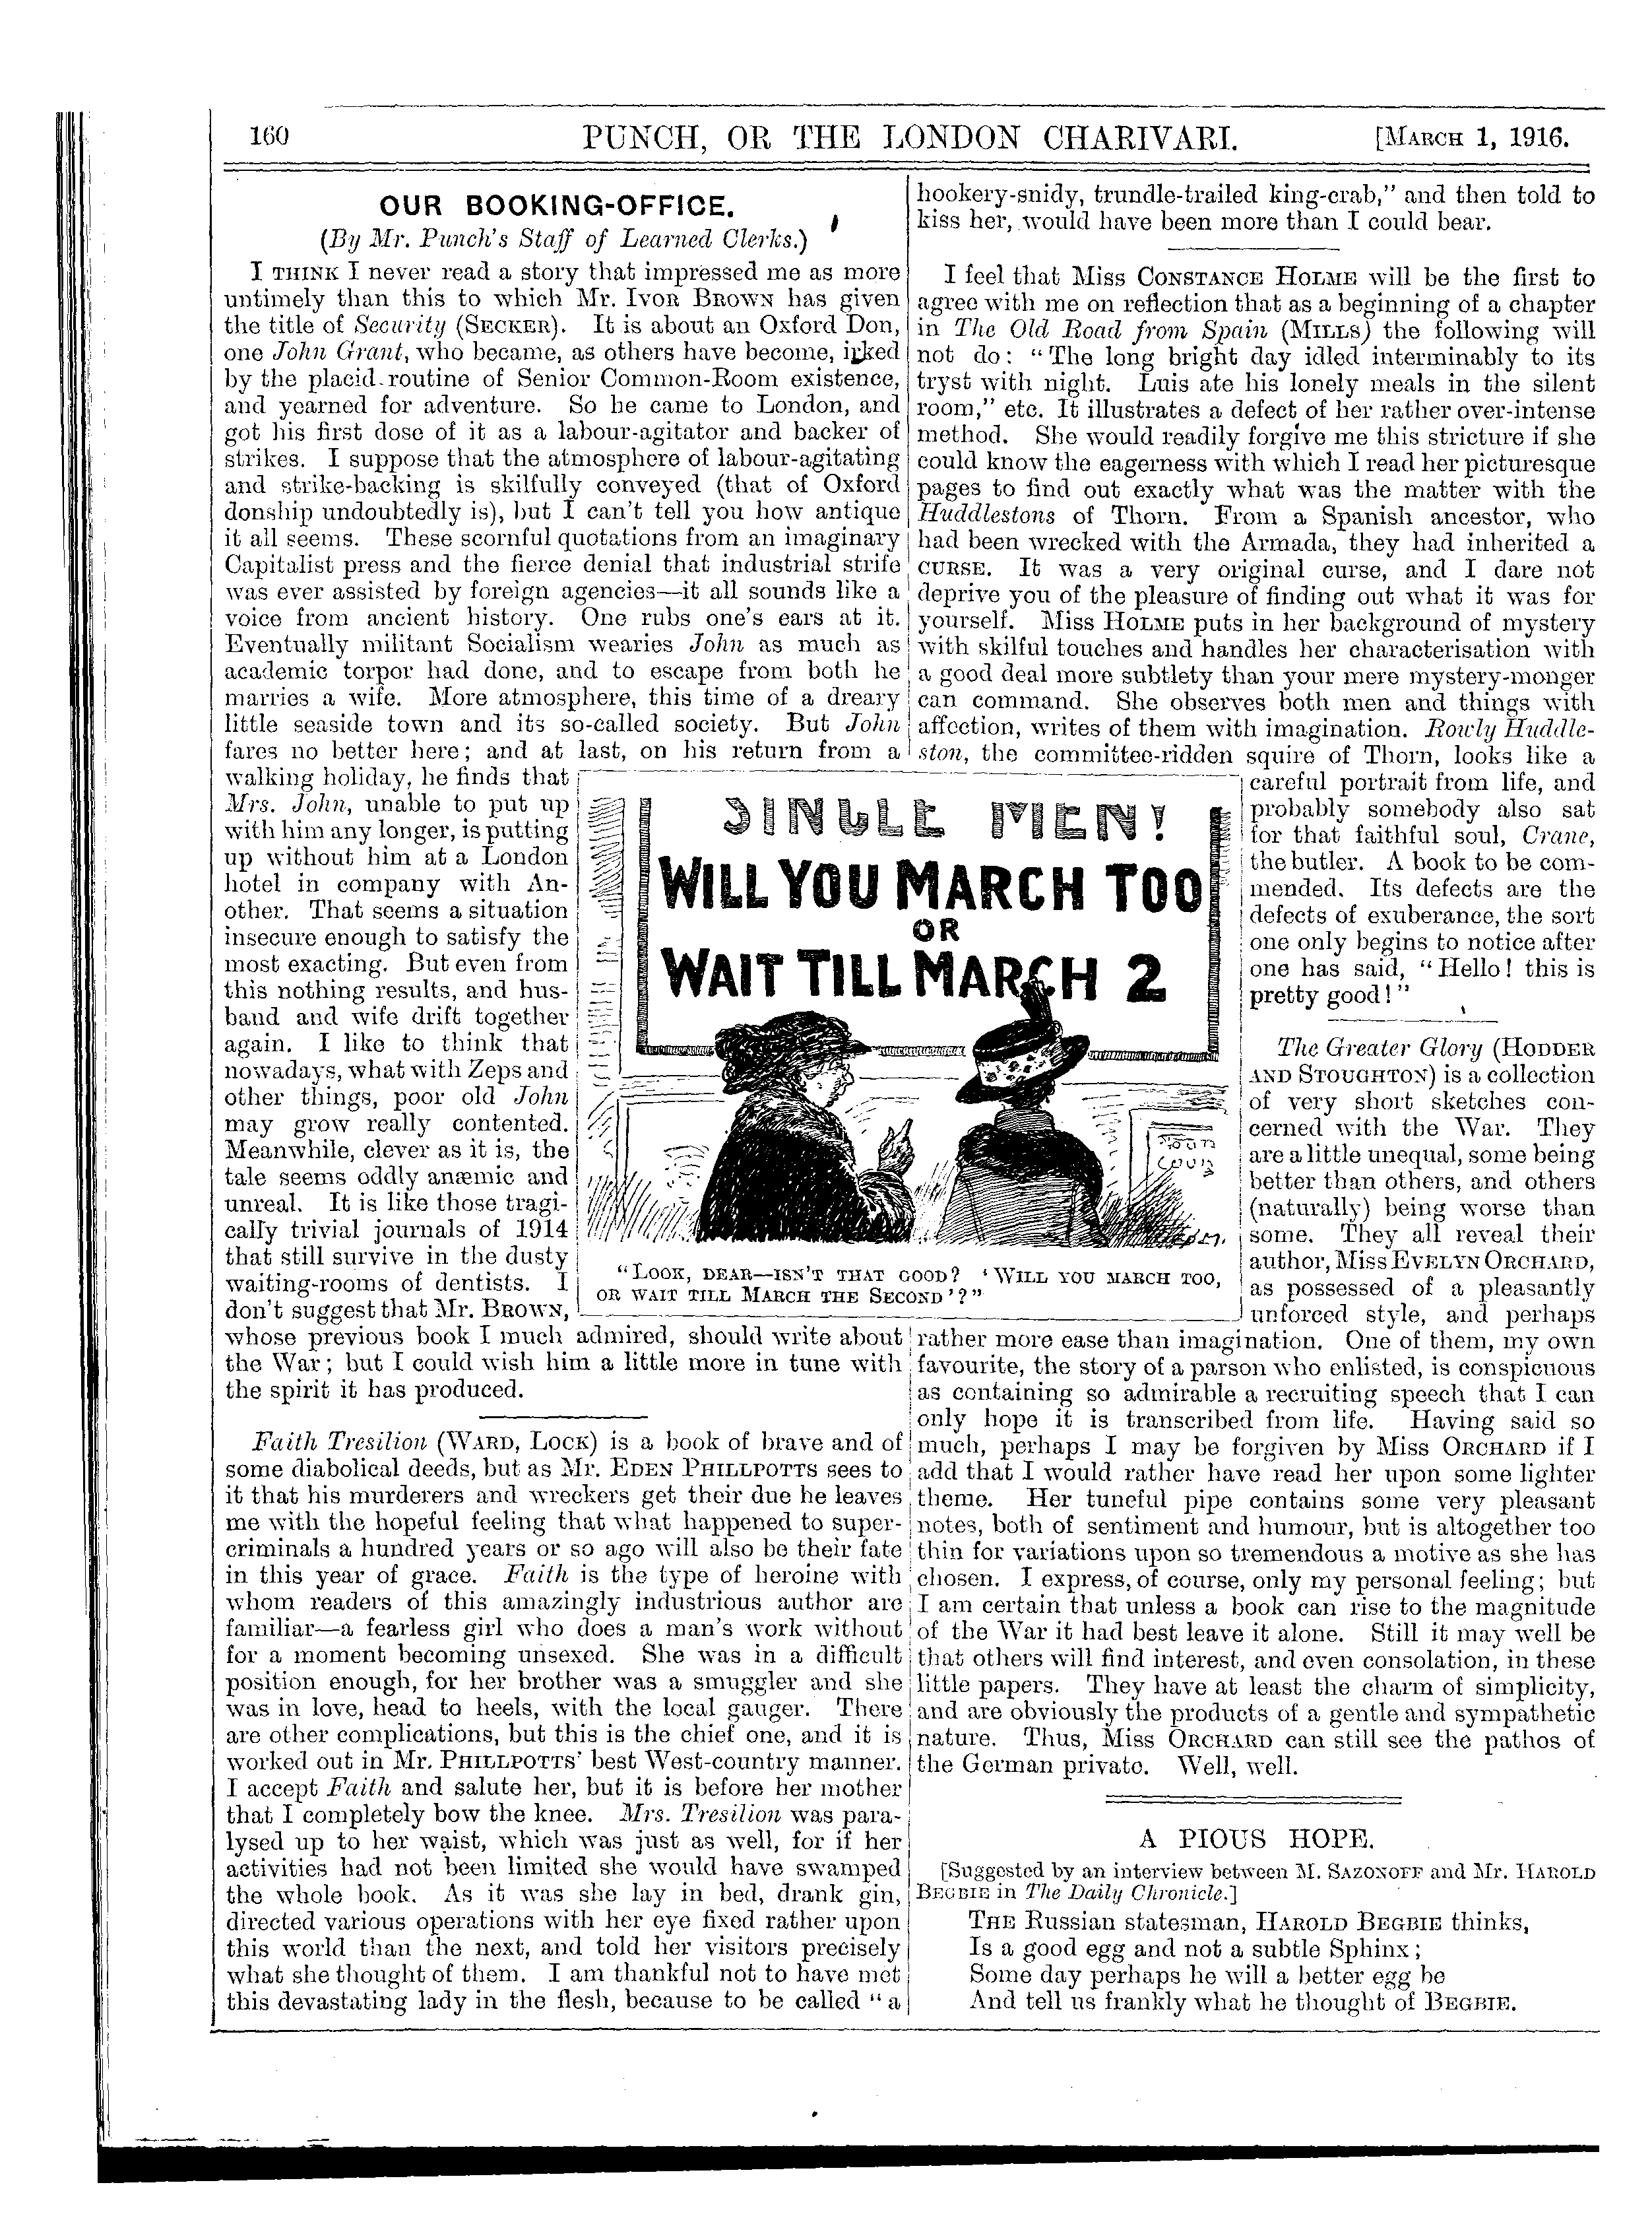 160
PUNCH, OR THE LONDON CHARIVARI.
[MARCH 1, 1916.
OUR BOOKING-OFFICE.
(By Mr. Punch's Staff of Learned Clerks.)
I THINK I never read a story that impressed me as more
untimely than this to which Mr. IVOR BROWN has given
the title of Security (SECKER). It is about an Oxford Don,
one John Grant, who became, as others have become, irked
by the placid routine of Senior Common-Room existence,
and yearned for adventure. So he came to London, and
got his first dose of it as a labour-agitator and backer of
strikes. I suppose that the atmosphere of labour-agitating
and strike-backing is skilfully conveyed (that of Oxford
donship undoubtedly is), but I can't tell you how antique
it all seems. These scornful quotations from an imaginary
Capitalist press and the fierce denial that industrial strife
was ever assisted by foreign agencies—it all sounds like a
voice from ancient history. One rubs one's ears at it.
Eventually militant Socialism wearies John as much as
academic torpor had done, and to escape from both he
marries a wife. More atmosphere, this time of a dreary
little seaside town and its so-called society. But John
fares no better here; and at last, on his return from a
walking holiday, he finds that
Mrs. John, unable to put up
with him any longer, is putting
up without him at a London
hotel in company with An-
other. That seems a situation
insecure enough to satisfy the
most exacting. But even from
this nothing results, and hus-
band and wife drift together
again. I like to think that
nowadays, what with Zeps and
other things, poor old John
may grow really contented.
Meanwhile, clever as it is, the
tale seems oddly anæmic and
unreal. It is like those tragi-
cally trivial journals of 1914
that still survive in the dusty
waiting-rooms of dentists. I
don't suggest that Mr. BROWN,
whose previous book I much admired, should write about
the War; but I could wish him a little more in tune with
the spirit it has produced.
Faith Tresilion (WARD, LOCK) is a book of brave and of
some diabolical deeds, but as Mr. EDEN PHILLPOTTS sees to
it that his murderers and wreckers get their due he leaves
me with the hopeful feeling that what happened to super-
criminals a hundred years or so ago will also be their fate
in this year of grace. Faith is the type of heroine with
whom readers of this amazingly industrious author are
familiar—a fearless girl who does a man's work without
for a moment becoming unsexed. She was in a difficult
position enough, for her brother was a smuggler and she
was in love, head to heels, with the local gauger. There
are other complications, but this is the chief one, and it is
worked out in Mr. PHILLPOTTS' best West-country manner.
I accept Faith and salute her, but it is before her mother
that I completely bow the knee. Mrs. Tresilion was para-
lysed up to her waist, which was just as well, for if her
activities had not been limited she would have swamped
the whole book. As it was she lay in bed, drank gin,
directed various operations with her eye fixed rather upon
this world than the next, and told her visitors precisely
what she thought of them. I am thankful not to have met
this devastating lady in the flesh, because to be called "a
hookery-snidy, trundle-trailed king-crab," and then told to
kiss her, would have been more than I could bear.
I feel that Miss CONSTANCE HOLME will be the first to
agree with me on reflection that as a beginning of a chapter
in The Old Road from Spain (MILLS) the following will
not do: "The long bright day idled interminably to its
tryst with night. Luis ate his lonely meals in the silent
room," etc. It illustrates a defect of her rather over-intense
method. She would readily forgive me this stricture if she
could know the eagerness with which I read her picturesque
pages to find out exactly what was the matter with the
Huddlestons of Thorn. From a Spanish ancestor, who
had been wrecked with the Armada, they had inherited a
CURSE. It was a very original curse, and I dare not
deprive you of the pleasure of finding out what it was for
yourself. Miss HOLME puts in her background of mystery
with skilful touches and handles her characterisation with
a good deal more subtlety than your mere mystery-monger
can command. She observes both men and things with
affection, writes of them with imagination. Rowly Huddle-
ston, the committee-ridden squire of Thorn, looks like a
careful portrait from life, and
probably somebody also sat
for that faithful soul, Crane,
the butler. A book to be com-
mended. Its defects are the
defects of exuberance, the sort
one only begins to notice after
one has said, "Hello! this is
pretty good!"
The Greater Glory (HODDER
AND STOUGHTON) is a collection
of very short sketches con-
cerned with the War. They
are a little unequal, some being
better than others, and others
(naturally) being worse than
some. They all reveal their
author, Miss EVELYN ORCHARD,
as possessed of a pleasantly
unforced style, and perhaps
rather more ease than imagination. One of them, my own
favourite, the story of a parson who enlisted, is conspicuous
as containing so admirable a recruiting speech that I can
only hope it is transcribed from life. Having said so
much, perhaps I may be forgiven by Miss ORCHARD if I
add that I would rather have read her upon some lighter
theme. Her tuneful pipe contains some very pleasant
notes, both of sentiment and humour, but is altogether too
thin for variations upon so tremendous a motive as she has
chosen. I express, of course, only my personal feeling; but
I am certain that unless a book can rise to the magnitude
of the War it had best leave it alone. Still it may well be
that others will find interest, and even consolation, in these
little papers. They have at least the charm of simplicity,
and are obviously the products of a gentle and sympathetic
nature. Thus, Miss ORCHARD can still see the pathos of
the German private. Well, well.
SINGLE MEN!
WILL YOU MARCH TOO
OR
WAIT TILL MARCH 2
"LOOK, DEAR—ISN'T THAT GOOD? 'WILL YOU MARCH TOO,
OR WAIT TILL MARCH THE SECOND'?"
A PIOUS HOPE.
[Suggested by an interview between M. SAZONOFF and Mr. HAROLD
BEGBIE in The Daily Chronicle.]
THE Russian statesman, HAROLD BEGBIE thinks,
Is a good egg and not a subtle Sphinx;
Some day perhaps he will a better egg be
And tell us frankly what he thought of BEGBIE.